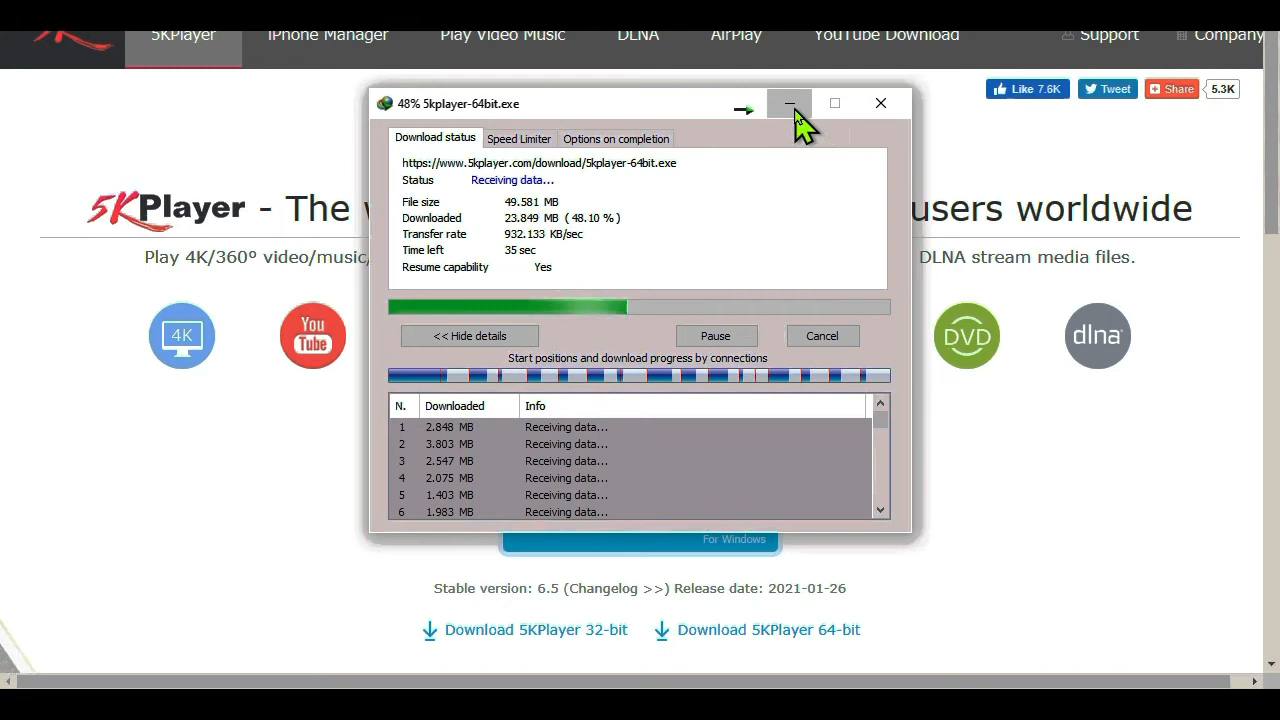 5KPlayer iPhone Manager Play Video Music DLNA AirPlay YouTube Download Support Company
Like 7.6K Tweet Share 5.3K
48% 5kplayer-64bit.exe
Download status Speed Limiter Options on completion
https://www.5kplayer.com/download/5kplayer-64bit.exe
Status Receiving data...
File size 49.581 MB
Downloaded 23.849 MB ( 48.10 % )
Transfer rate 932.133 KB/sec
Time left 35 sec
Resume capability Yes
<< Hide details Pause Cancel
Start positions and download progress by connections
N. Downloaded Info
1 2.848 MB Receiving data...
2 3.803 MB Receiving data...
3 2.547 MB Receiving data...
4 2.075 MB Receiving data...
5 1.403 MB Receiving data...
6 1.983 MB Receiving data...
5KPlayer - The users worldwide
Play 4K/360º video/music/ DLNA stream media files.
4K You Tube DVD dlna
For Windows
Stable version: 6.5 (Changelog >>) Release date: 2021-01-26
Download 5KPlayer 32-bit Download 5KPlayer 64-bit